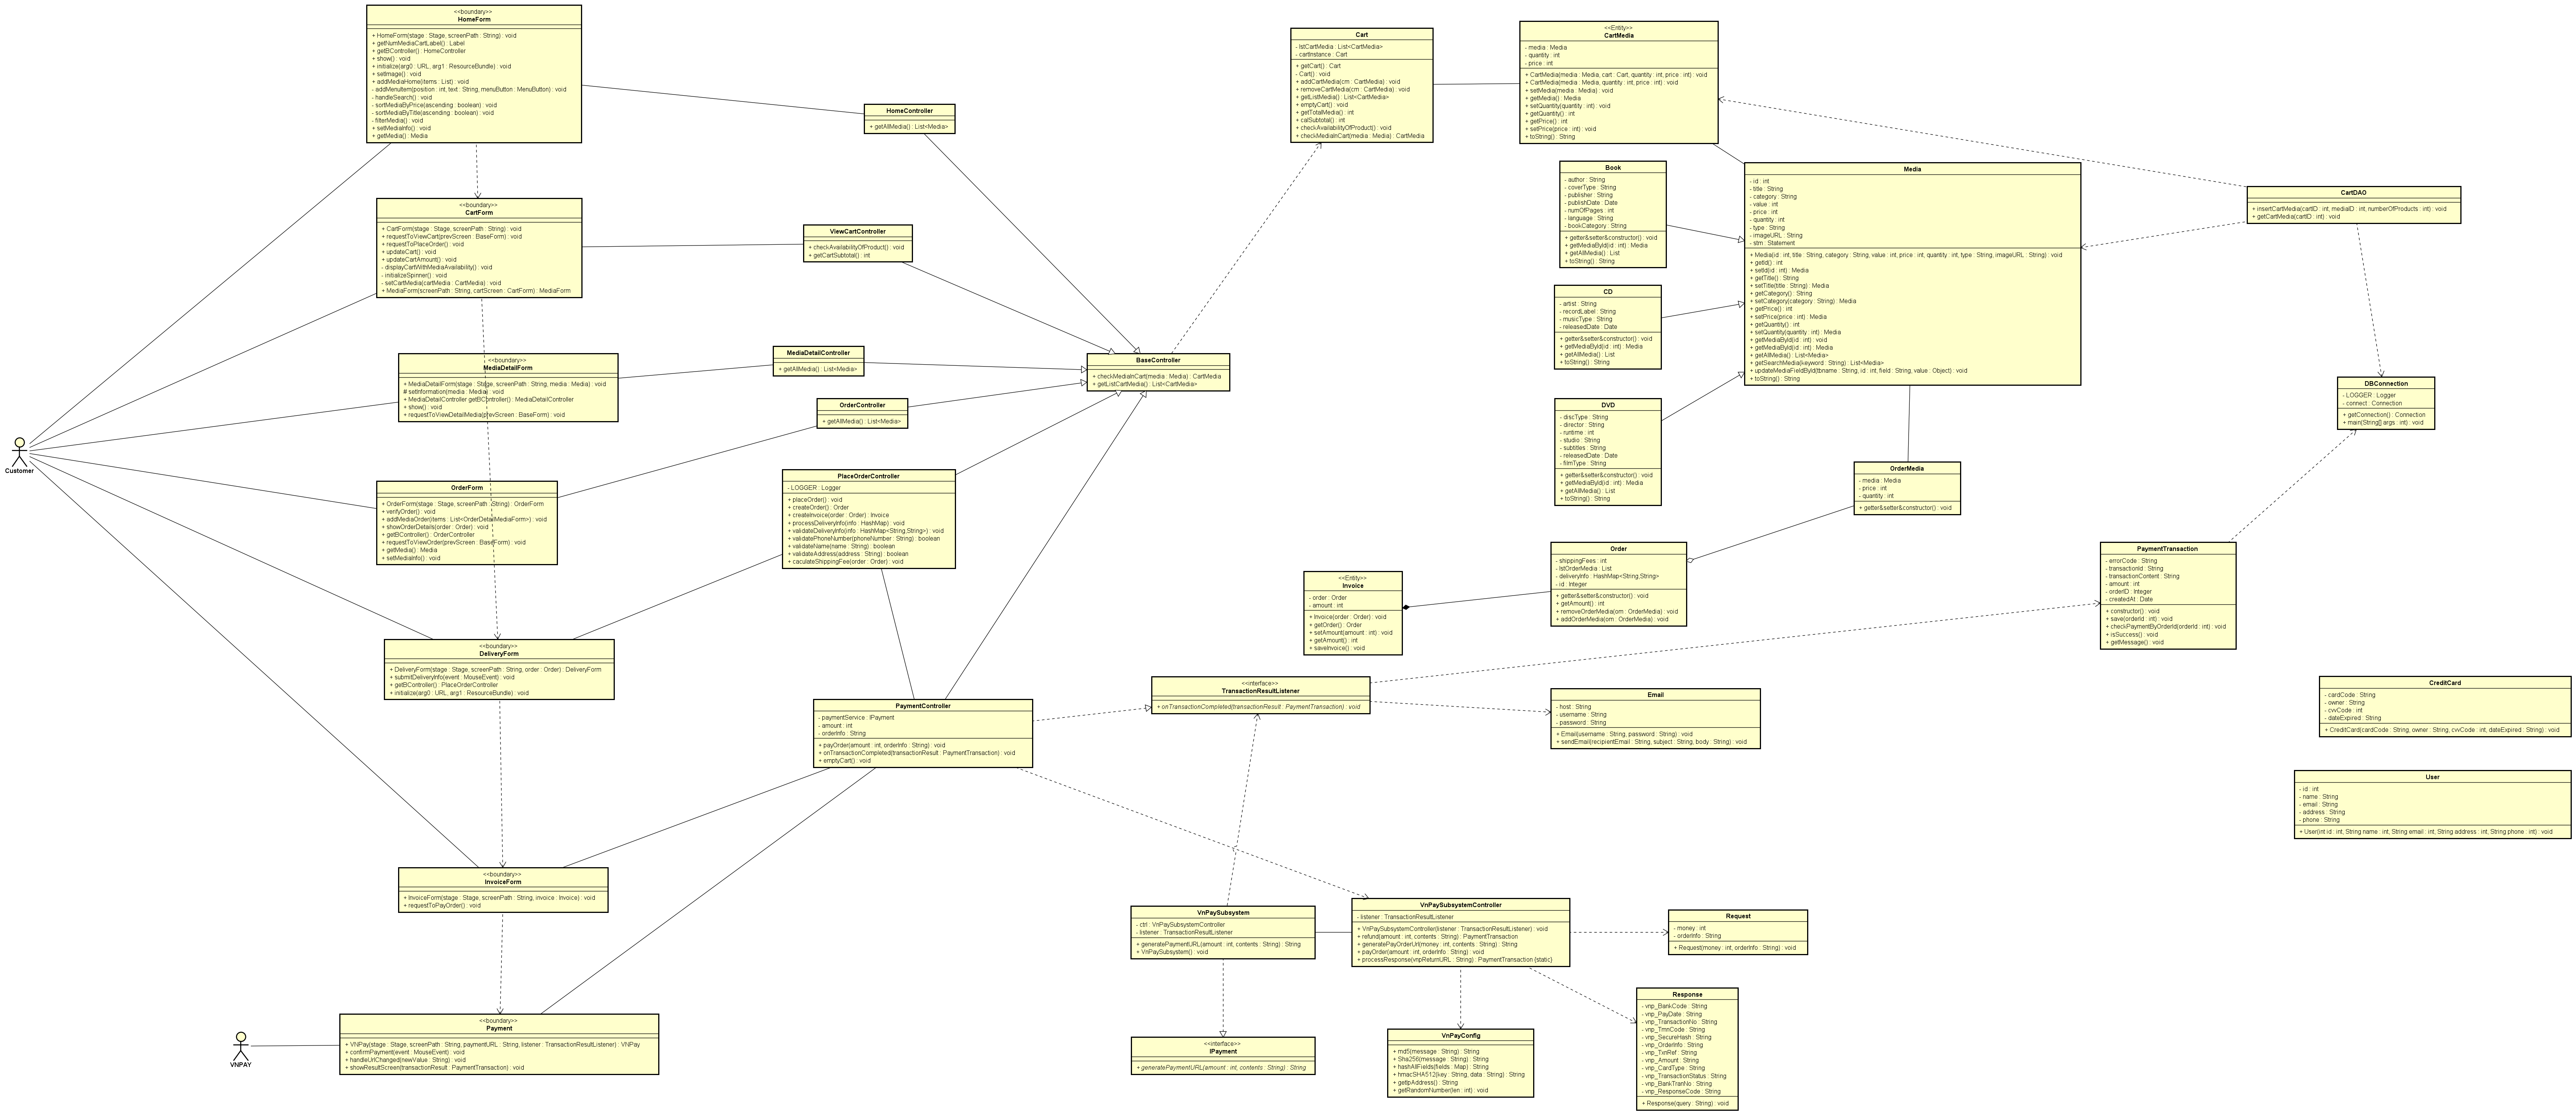 <<boundary>>
HomeForm
+ HomeForm(stage : Stage, screenPath : String) : void
+ getNumMediaCartLabel() : Label
+ getBController() : HomeController
+ show() : void
+ initialize(arg0 : URL, arg1 : ResourceBundle) : void
+ setImage() : void
+ addMediaHome(items : List) : void
- addMenuItem(position : int, text : String, menuButton : MenuButton) : void
- handleSearch() : void
- sortMediaByPrice(ascending : boolean) : void
- sortMediaByTitle(ascending : boolean) : void
- filterMedia() : void
+ setMediaInfo() : void
+ getMedia() : Media
HomeController
+ getAllMedia() : List<Media>
<<boundary>>
CartForm
+ CartForm(stage : Stage, screenPath : String) : void
+ requestToViewCart(prevScreen : BaseForm) : void
+ requestToPlaceOrder() : void
+ updateCart() : void
+ updateCartAmount() : void
- displayCartWithMediaAvailability() : void
- initializeSpinner() : void
- setCartMedia(cartMedia : CartMedia) : void
+ MediaForm(screenPath : String, cartScreen : CartForm) : MediaForm
ViewCartController
+ checkAvailabilityOfProduct() : void
+ getCartSubtotal() : int
<<boundary>>
MediaDetailForm
+ MediaDetailForm(stage : Stage, screenPath : String, media : Media) : void
# setInformation(media : Media) : void
+ MediaDetailController getBController() : MediaDetailController
+ show() : void
+ requestToViewDetailMedia(prevScreen : BaseForm) : void
MediaDetailController
+ getAllMedia() : List<Media>
OrderController
+ getAllMedia() : List<Media>
BaseController
+ checkMediaInCart(media : Media) : CartMedia
+ getListCartMedia() : List<CartMedia>
Customer
OrderForm
+ OrderForm(stage : Stage, screenPath : String) : OrderForm
+ verifyOrder() : void
+ addMediaOrder(items : List<OrderDetailMediaForm>) : void
+ showOrderDetails(order : Order) : void
+ getBController() : OrderController
+ requestToViewOrder(prevScreen : BaseForm) : void
+ getMedia() : Media
+ setMediaInfo() : void
PlaceOrderController
- LOGGER : Logger
+ placeOrder() : void
+ createOrder() : Order
+ createInvoice(order : Order) : Invoice
+ processDeliveryInfo(info : HashMap) : void
+ validateDeliveryInfo(info : HashMap<String,String>) : void
+ validatePhoneNumber(phoneNumber : String) : boolean
+ validateName(name : String) : boolean
+ validateAddress(address : String) : boolean
+ caculateShippingFee(order : Order) : void
<<boundary>>
DeliveryForm
+ DeliveryForm(stage : Stage, screenPath : String, order : Order) : DeliveryForm
+ submitDeliveryInfo(event : MouseEvent) : void
+ getBController() : PlaceOrderController
+ initialize(arg0 : URL, arg1 : ResourceBundle) : void
PaymentController
- paymentService : IPayment
- amount : int
- orderInfo : String
+ payOrder(amount : int, orderInfo : String) : void
+ onTransactionCompleted(transactionResult : PaymentTransaction) : void
+ emptyCart() : void
<<boundary>>
InvoiceForm
+ InvoiceForm(stage : Stage, screenPath : String, invoice : Invoice) : void
+ requestToPayOrder() : void
<<boundary>>
Payment
+ VNPay(stage : Stage, screenPath : String, paymentURL : String, listener : TransactionResultListener) : VNPay
+ confirmPayment(event : MouseEvent) : void
+ handleUrlChanged(newValue : String) : void
+ showResultScreen(transactionResult : PaymentTransaction) : void
VNPAY
Cart
- lstCartMedia : List<CartMedia>
- cartInstance : Cart
+ getCart() : Cart
- Cart() : void
+ addCartMedia(cm : CartMedia) : void
+ removeCartMedia(cm : CartMedia) : void
+ getListMedia() : List<CartMedia>
+ emptyCart() : void
+ getTotalMedia() : int
+ calSubtotal() : int
+ checkAvailabilityOfProduct() : void
+ checkMediaInCart(media : Media) : CartMedia
<<Entity>>
CartMedia
- media : Media
- quantity : int
- price : int
+ CartMedia(media : Media, cart : Cart, quantity : int, price : int) : void
+ CartMedia(media : Media, quantity : int, price : int) : void
+ setMedia(media : Media) : void
+ getMedia() : Media
+ setQuantity(quantity : int) : void
+ getQuantity() : int
+ getPrice() : int
+ setPrice(price : int) : void
+ toString() : String
Book
- author : String
- coverType : String
- publisher : String
- publishDate : Date
- numOfPages : int
- language : String
- bookCategory : String
+ getter&setter&constructor() : void
+ getMediaById(id : int) : Media
+ getAllMedia() : List
+ toString() : String
CD
- artist : String
- recordLabel : String
- musicType : String
- releasedDate : Date
+ getter&setter&constructor() : void
+ getMediaById(id : int) : Media
+ getAllMedia() : List
+ toString() : String
DVD
- discType : String
- director : String
- runtime : int
- studio : String
- subtitles : String
- releasedDate : Date
- filmType : String
+ getter&setter&constructor() : void
+ getMediaById(id : int) : Media
+ getAllMedia() : List
+ toString() : String
Media
- id : int
- title : String
- category : String
- value : int
- price : int
- quantity : int
- type : String
- imageURL : String
- stm : Statement
+ Media(id : int, title : String, category : String, value : int, price : int, quantity : int, type : String, imageURL : String) : void
+ getId() : int
+ setId(id : int) : Media
+ getTitle() : String
+ setTitle(title : String) : Media
+ getCategory() : String
+ setCategory(category : String) : Media
+ getPrice() : int
+ setPrice(price : int) : Media
+ getQuantity() : int
+ setQuantity(quantity : int) : Media
+ getMediaById(id : int) : void
+ getMediaById(id : int) : Media
+ getAllMedia() : List<Media>
+ getSearchMedia(keyword : String) : List<Media>
+ updateMediaFieldById(tbname : String, id : int, field : String, value : Object) : void
+ toString() : String
CartDAO
+ insertCartMedia(cartID : int, mediaID : int, numberOfProducts : int) : void
+ getCartMedia(cartID : int) : void
DBConnection
- LOGGER : Logger
- connect : Connection
+ getConnection() : Connection
+ main(String[] args : int) : void
OrderMedia
- media : Media
- price : int
- quantity : int
+ getter&setter&constructor() : void
Order
- shippingFees : int
- lstOrderMedia : List
- deliveryInfo : HashMap<String,String>
- id : Integer
+ getter&setter&constructor() : void
+ getAmount() : int
+ removeOrderMedia(om : OrderMedia) : void
+ addOrderMedia(om : OrderMedia) : void
<<Entity>>
Invoice
- order : Order
- amount : int
+ Invoice(order : Order) : void
+ getOrder() : Order
+ setAmount(amount : int) : void
+ getAmount() : int
+ saveInvoice() : void
PaymentTransaction
- errorCode : String
- transactionId : String
- transactionContent : String
- amount : int
- orderID : Integer
- createdAt : Date
+ constructor() : void
+ save(orderId : int) : void
+ checkPaymentByOrderId(orderId : int) : void
+ isSuccess() : void
+ getMessage() : void
<<interface>>
TransactionResultListener
+ onTransactionCompleted(transactionResult : PaymentTransaction) : void
Email
- host : String
- username : String
- password : String
+ Email(username : String, password : String) : void
+ sendEmail(recipientEmail : String, subject : String, body : String) : void
CreditCard
- cardCode : String
- owner : String
- cvvCode : int
- dateExpired : String
+ CreditCard(cardCode : String, owner : String, cvvCode : int, dateExpired : String) : void
User
- id : int
- name : String
- email : String
- address : String
- phone : String
+ User(int id : int, String name : int, String email : int, String address : int, String phone : int) : void
VnPaySubsystem
- ctrl : VnPaySubsystemController
- listener : TransactionResultListener
+ generatePaymentURL(amount : int, contents : String) : String
+ VnPaySubsystem() : void
VnPaySubsystemController
- listener : TransactionResultListener
+ VnPaySubsystemController(listener : TransactionResultListener) : void
+ refund(amount : int, contents : String) : PaymentTransaction
+ generatePayOrderUrl(money : int, contents : String) : String
+ payOrder(amount : int, orderInfo : String) : void
+ processResponse(vnpReturnURL : String) : PaymentTransaction {static}
Request
- money : int
- orderInfo : String
+ Request(money : int, orderInfo : String) : void
Response
- vnp_BankCode : String
- vnp_PayDate : String
- vnp_TransactionNo : String
- vnp_TmnCode : String
- vnp_SecureHash : String
- vnp_OrderInfo : String
- vnp_TxnRef : String
- vnp_Amount : String
- vnp_CardType : String
- vnp_TransactionStatus : String
- vnp_BankTranNo : String
- vnp_ResponseCode : String
+ Response(query : String) : void
VnPayConfig
+ md5(message : String) : String
+ Sha256(message : String) : String
+ hashAllFields(fields : Map) : String
+ hmacSHA512(key : String, data : String) : String
+ getIpAddress() : String
+ getRandomNumber(len : int) : void
<<interface>>
IPayment
+ generatePaymentURL(amount : int, contents : String) : String